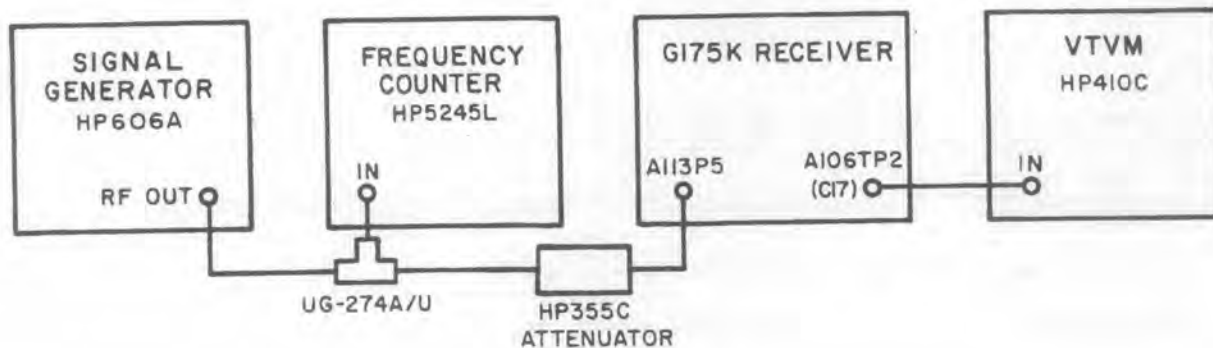 SIGNAL
GENERATOR
HP606A
RF OUT
FREQUENCY
COUNTER
HP5245L
IN
G175K RECEIVER
A113P5
A106TP2
(C17)
VTVM
HP410C
IN
UG-274A/U
HP355C
ATTENUATOR